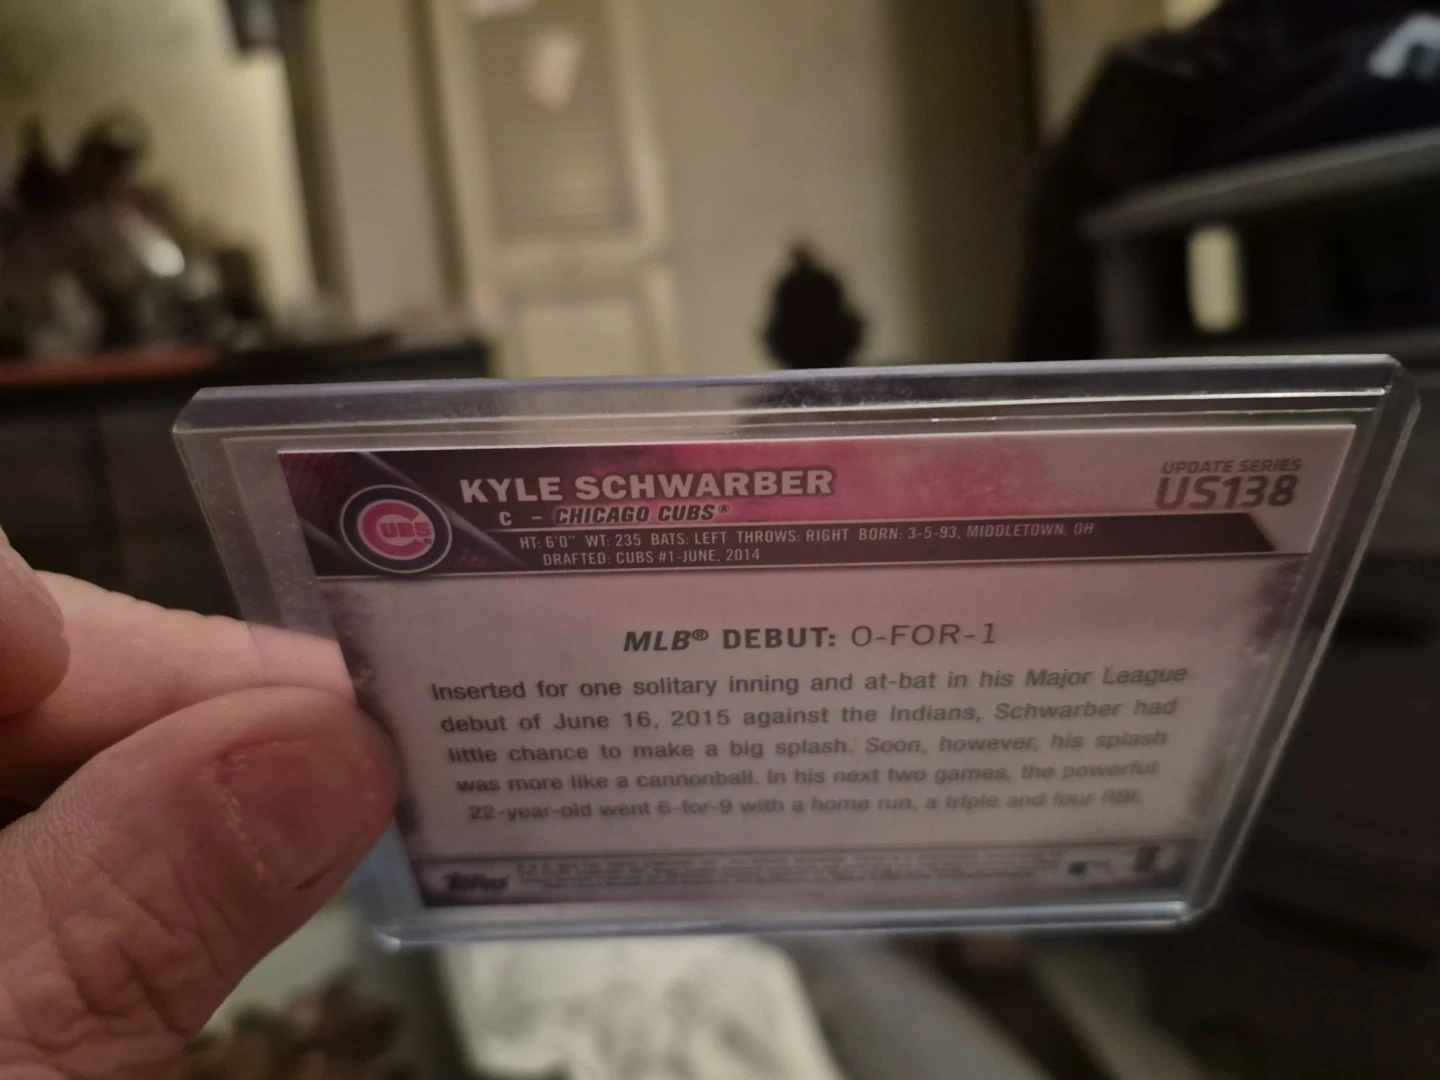 KYLE SCHWARBER
C - CHICAGO CUBS®
UPDATE SERIES
US138
CUBS
HT: 6'0" WT: 235 BATS: LEFT THROWS: RIGHT BORN: 3-5-93, MIDDLETOWN, OH
DRAFTED: CUBS #1-JUNE, 2014
MLB® DEBUT: 0-FOR-1
Inserted for one solitary inning and at-bat in his Major League
debut of June 16, 2015 against the Indians, Schwarber had
little chance to make a big splash. Soon, however, his splash
was more like a cannonball. In his next two games, the powerful
22-year-old went 6-for-9 with a home run, a triple and four RBI.
Topps